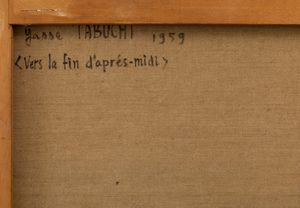 Yasse TABUCHI 1959
<Vers la fin d'aprés-midi>